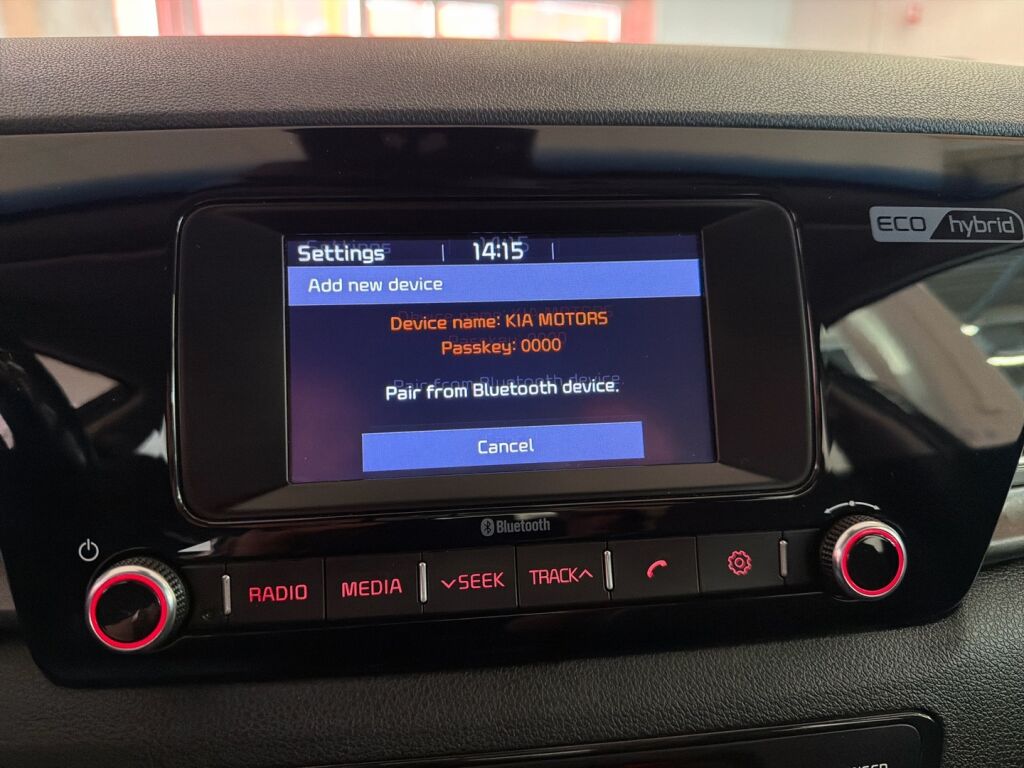 ECO hybrid
Settings 14:15
Add new device
Device name: KIA MOTORS
Passkey: 0000
Pair from Bluetooth device.
Cancel
Bluetooth
RADIO MEDIA SEEK TRACK